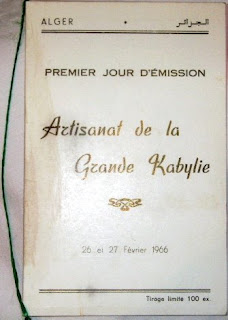 ALGER • الجزائر
PREMIER JOUR D'ÉMISSION
Artisanat de la
Grande Kabylie
26 et 27 Février 1966
Tirage limité 100 ex.